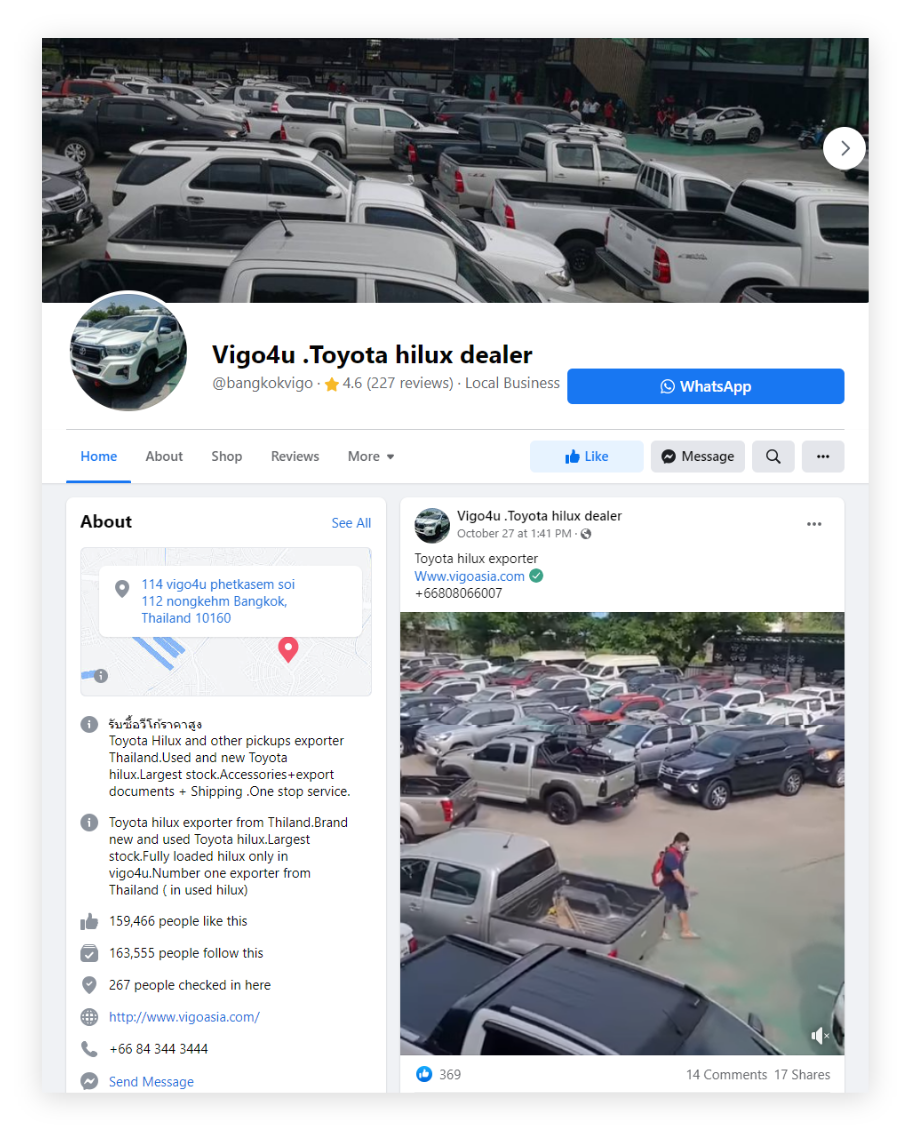 Vigo4u .Toyota hilux dealer
@bangkokvigo · 4.6 (227 reviews) · Local Business
WhatsApp
Home
About
Shop
Reviews
More
Like
Message
About
See All
114 vigo4u phetkasem soi
112 nongkehm Bangkok,
Thailand 10160
รับซื้อวีโก้ราคาสูง
Toyota Hilux and other pickups exporter
Thailand.Used and new Toyota
hilux.Largest stock.Accessories+export
documents + Shipping .One stop service.
Toyota hilux exporter from Thiland.Brand
new and used Toyota hilux.Largest
stock.Fully loaded hilux only in
vigo4u.Number one exporter from
Thailand ( in used hilux)
159,466 people like this
163,555 people follow this
267 people checked in here
http://www.vigoasia.com/
+66 84 344 3444
Send Message
Vigo4u .Toyota hilux dealer
October 27 at 1:41 PM ·
Toyota hilux exporter
Www.vigoasia.com
+66808066007
369
14 Comments 17 Shares